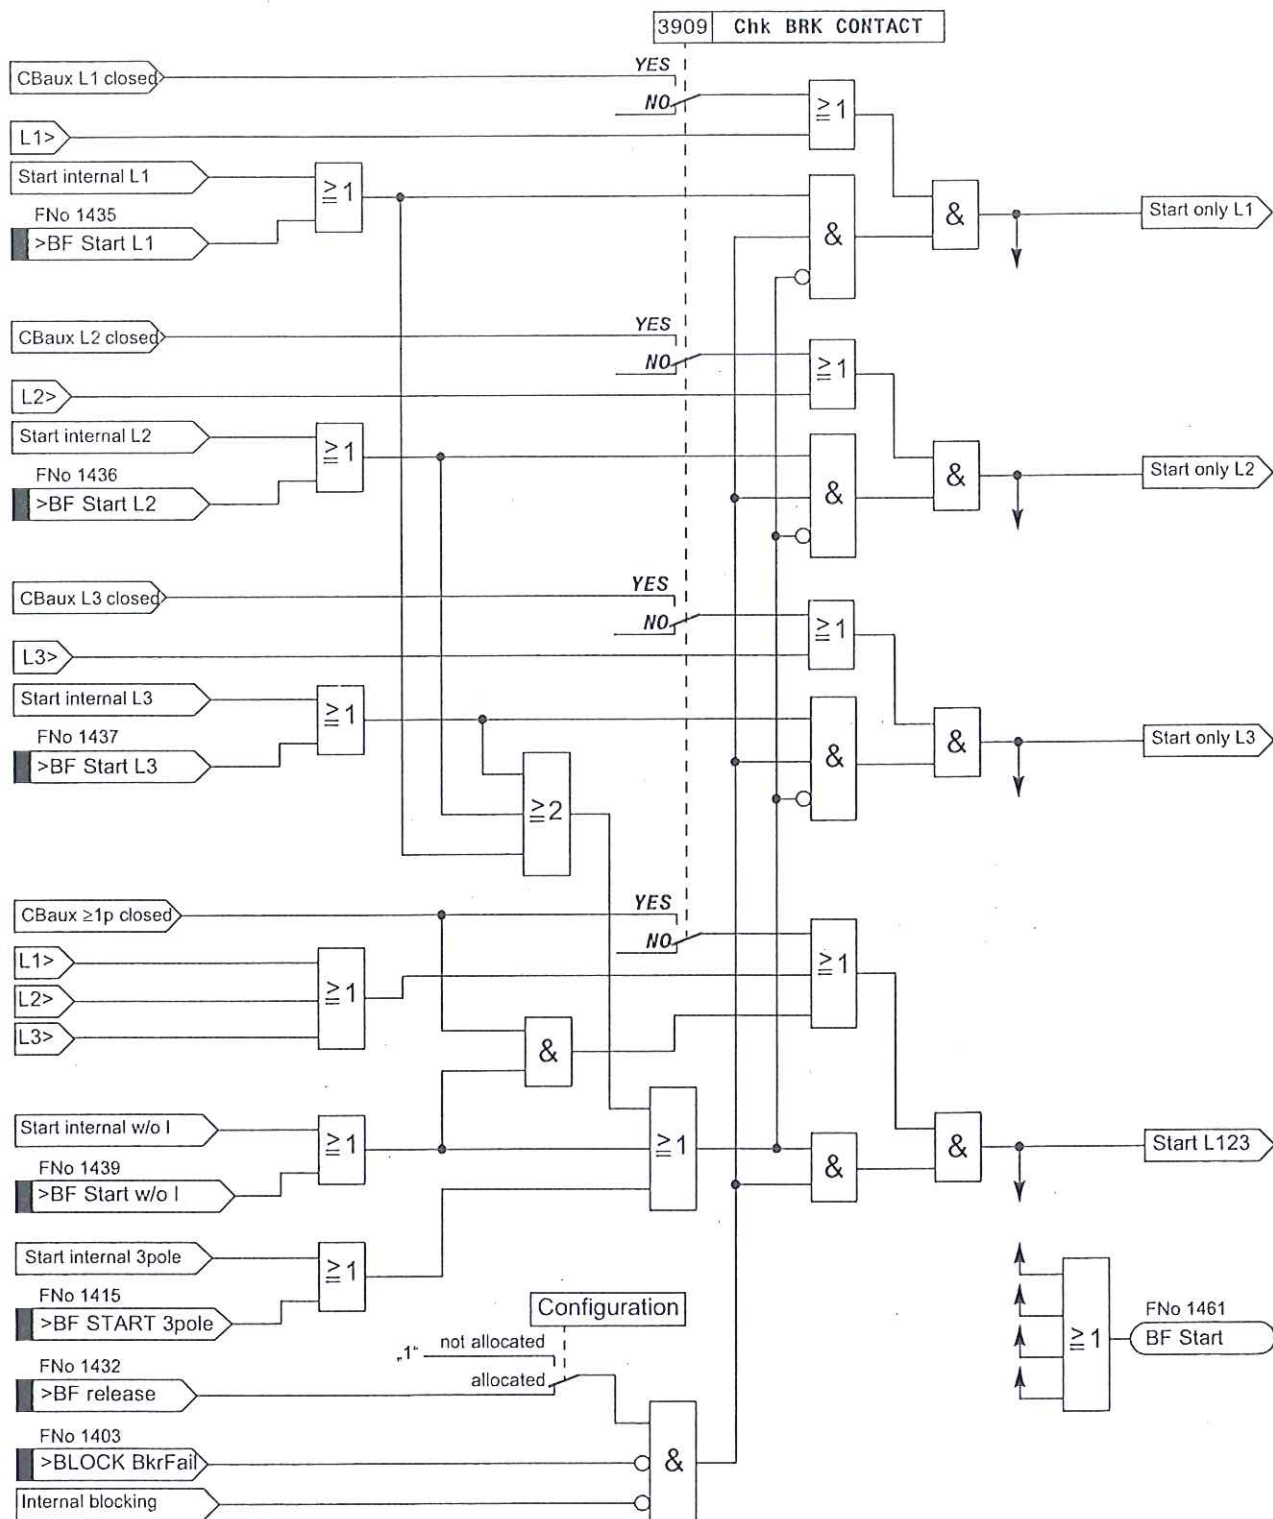 3909 Chk BRK CONTACT
CBaux L1 closed
YES
NO
≥1
L1>
Start internal L1
≥1
FNo 1435
>BF Start L1
&
&
Start only L1
CBaux L2 closed
YES
NO
≥1
L2>
Start internal L2
≥1
FNo 1436
>BF Start L2
&
&
Start only L2
CBaux L3 closed
YES
NO
≥1
L3>
Start internal L3
≥1
FNo 1437
>BF Start L3
&
&
Start only L3
≥2
CBaux ≥1p closed
YES
NO
≥1
L1>
L2>
L3>
≥1
&
Start internal w/o I
≥1
FNo 1439
>BF Start w/o I
≥1
&
&
Start L123
Start internal 3pole
≥1
FNo 1415
>BF START 3pole
Configuration
FNo 1461
≥1
BF Start
„1“ not allocated
FNo 1432
allocated
>BF release
FNo 1403
>BLOCK BkrFail
&
Internal blocking